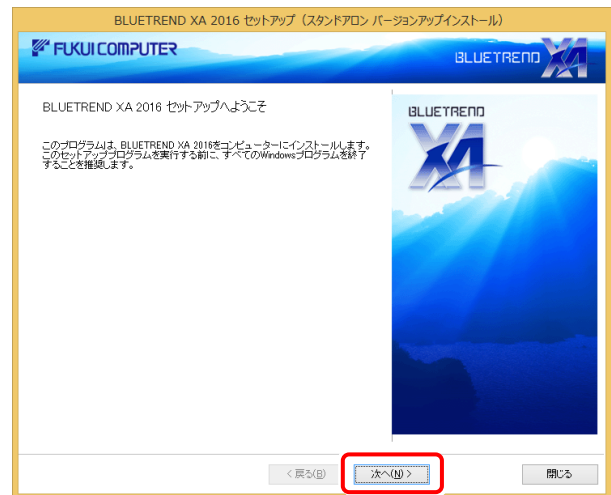 BLUETREND XA 2016 セットアップ（スタンドアロン バージョンアップインストール）
FUKUI COMPUTER
BLUETREND XA
BLUETREND XA 2016 セットアップへようこそ
このプログラムは、BLUETREND XA 2016をコンピューターにインストールします。
このセットアッププログラムを実行する前に、すべてのWindowsプログラムを終了
することを推奨します。
BLUETREND
XA
< 戻る(B)
次へ(N) >
閉じる